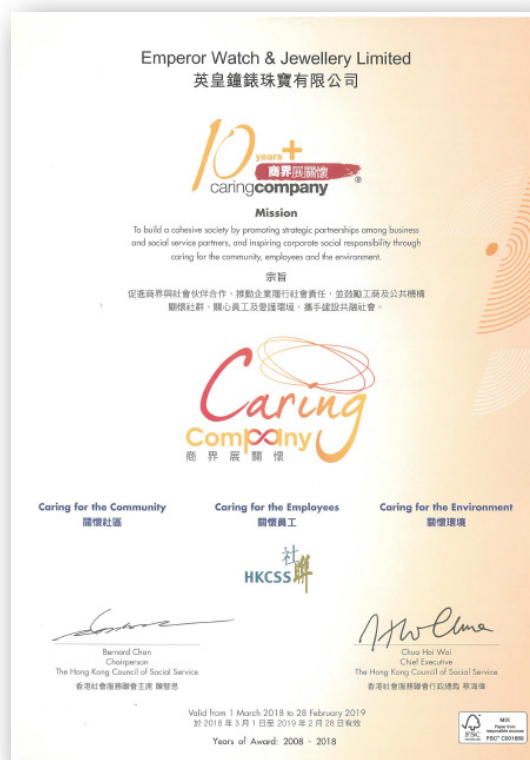 Emperor Watch & Jewellery Limited
英皇鐘錶珠寶有限公司
10 years +
商界展關懷
caringcompany
Mission
To build a cohesive society by promoting strategic partnerships among business
and social service partners, and inspiring corporate social responsibility through
caring for the community, employees and the environment.
宗旨
促進商界與社會伙伴合作、推動企業履行社會責任，並鼓勵工商及公共機構
關懷社群、關心員工及愛護環境，攜手建設共融社會。
Caring
Company
商界展關懷
Caring for the Community
關懷社區
Caring for the Employees
關懷員工
Caring for the Environment
關懷環境
HKCSS 社聯
Bernard Chan
Chairperson
The Hong Kong Council of Social Service
香港社會服務聯會主席 陳智思
Chua Hoi Wai
Chief Executive
The Hong Kong Council of Social Service
香港社會服務聯會行政總裁 蔡海偉
Valid from 1 March 2018 to 28 February 2019
於 2018 年 3 月 1 日至 2019 年 2 月 28 日有效
Years of Award: 2008 - 2018
FSC
MIX
Paper from
responsible sources